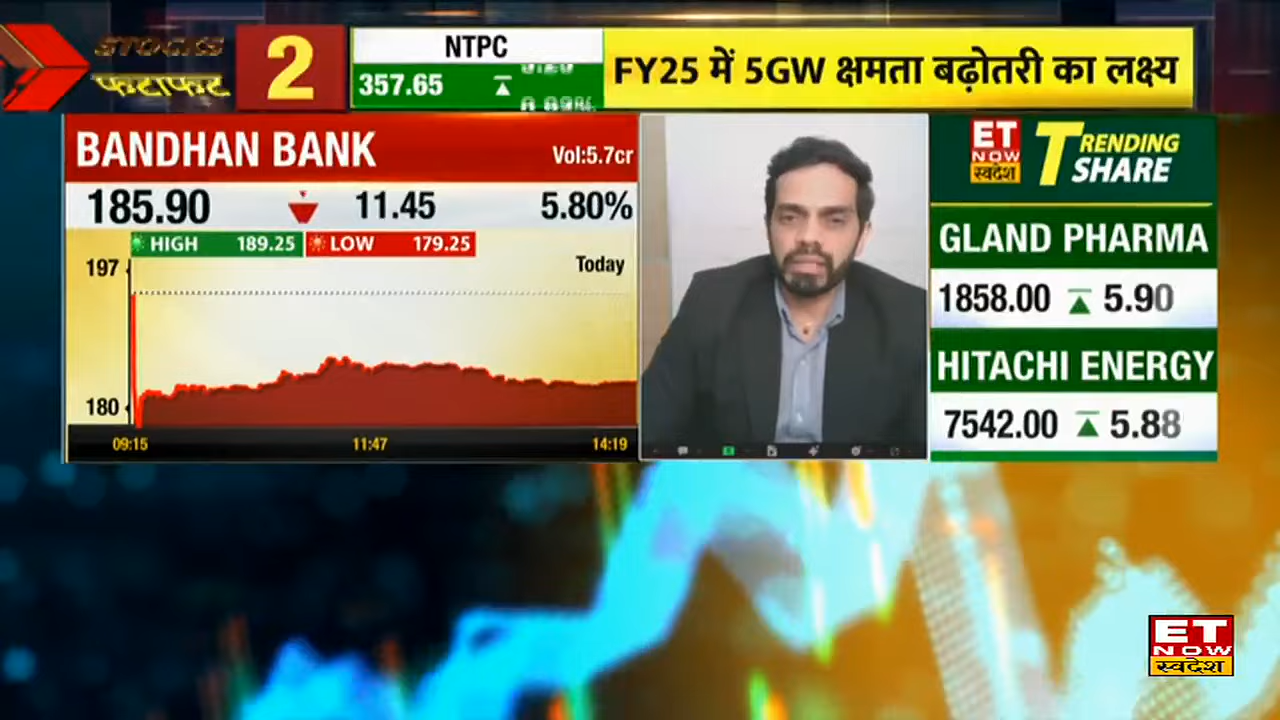 STOCKS
फटाफट
2
NTPC
357.65
FY25 में 5GW क्षमता बढ़ोतरी का लक्ष्य
BANDHAN BANK
Vol:5.7cr
185.90 11.45 5.80%
HIGH 189.25 LOW 179.25
Today
197
180
09:15 11:47 14:19
ET NOW स्वदेश
TRENDING SHARE
GLAND PHARMA
1858.00 5.90
HITACHI ENERGY
7542.00 5.88
ET
NOW
स्वदेश